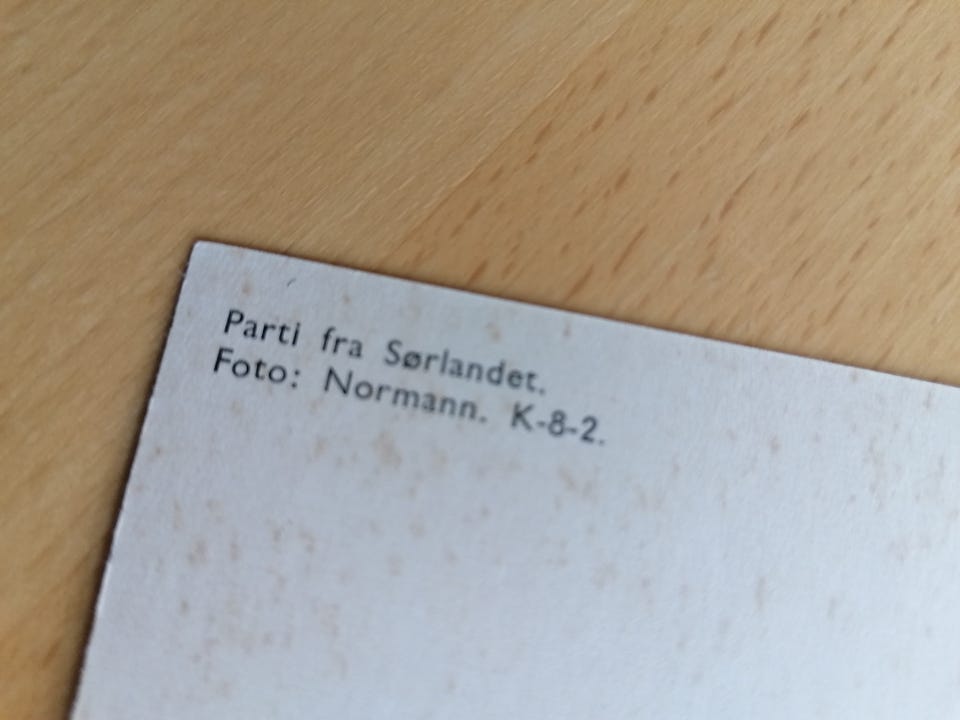 Parti fra Sørlandet.
Foto: Normann. K-8-2.